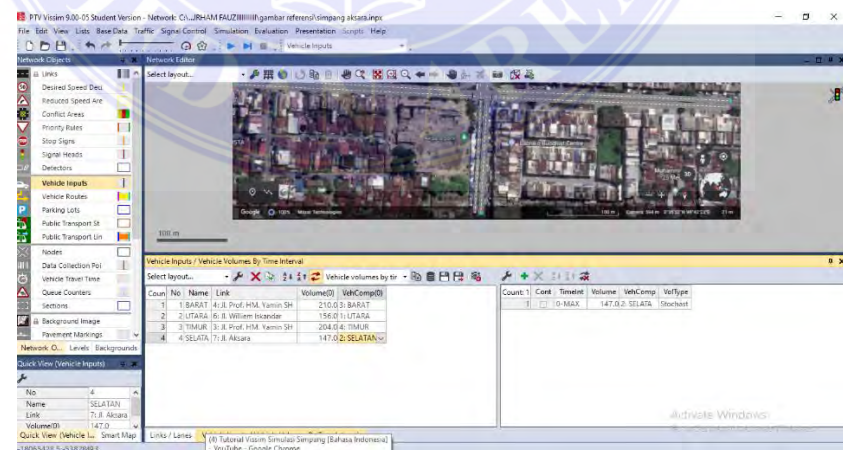 PTV Vissim 9.00-05 Student Version - Network: C:\...JRHAM FAUZIIIIIIII\gambar referensi\simpang aksara.inpx
File Edit View Lists Base Data Traffic Signal Control Simulation Evaluation Presentation Scripts Help
Vehicle Inputs
Network Objects
Network Editor
Select layout...
Links
Desired Speed Deci
Reduced Speed Are
Conflict Areas
Priority Rules
Stop Signs
Signal Heads
Detectors
Vehicle Inputs
Vehicle Routes
Parking Lots
Public Transport St
Public Transport Lin
Nodes
Data Collection Poi
Vehicle Travel Time
Queue Counters
Sections
Background Image
Pavement Markings
Network O... Levels Backgrounds
Google 100%
100 m
100 m
Vehicle Inputs / Vehicle Volumes By Time Interval
Select layout... Vehicle volumes by tir
Coun No Name Link Volume(0) VehComp(0)
1 1 BARAT 4: Jl. Prof. HM. Yamin SH 210.0 3: BARAT
2 2 UTARA 6: Jl. Williem Iskandar 156.0 1: UTARA
3 3 TIMUR 3: Jl. Prof. HM. Yamin SH 204.0 4: TIMUR
4 4 SELATA 7: Jl. Aksara 147.0 2: SELATAN
Count: 1 Cont TimeInt Volume VehComp VolType
1 0-MAX 147.0 2: SELATA Stochast
Quick View (Vehicle Inputs)
No 4
Name SELATAN
Link 7: Jl. Aksara
Volume(0) 147.0
Quick View (Vehicle I... Smart Map
Links / Lanes
Activate Windows
(4) Tutorial Vissim Simulasi Simpang [Bahasa Indonesia]
- YouTube - Google Chrome